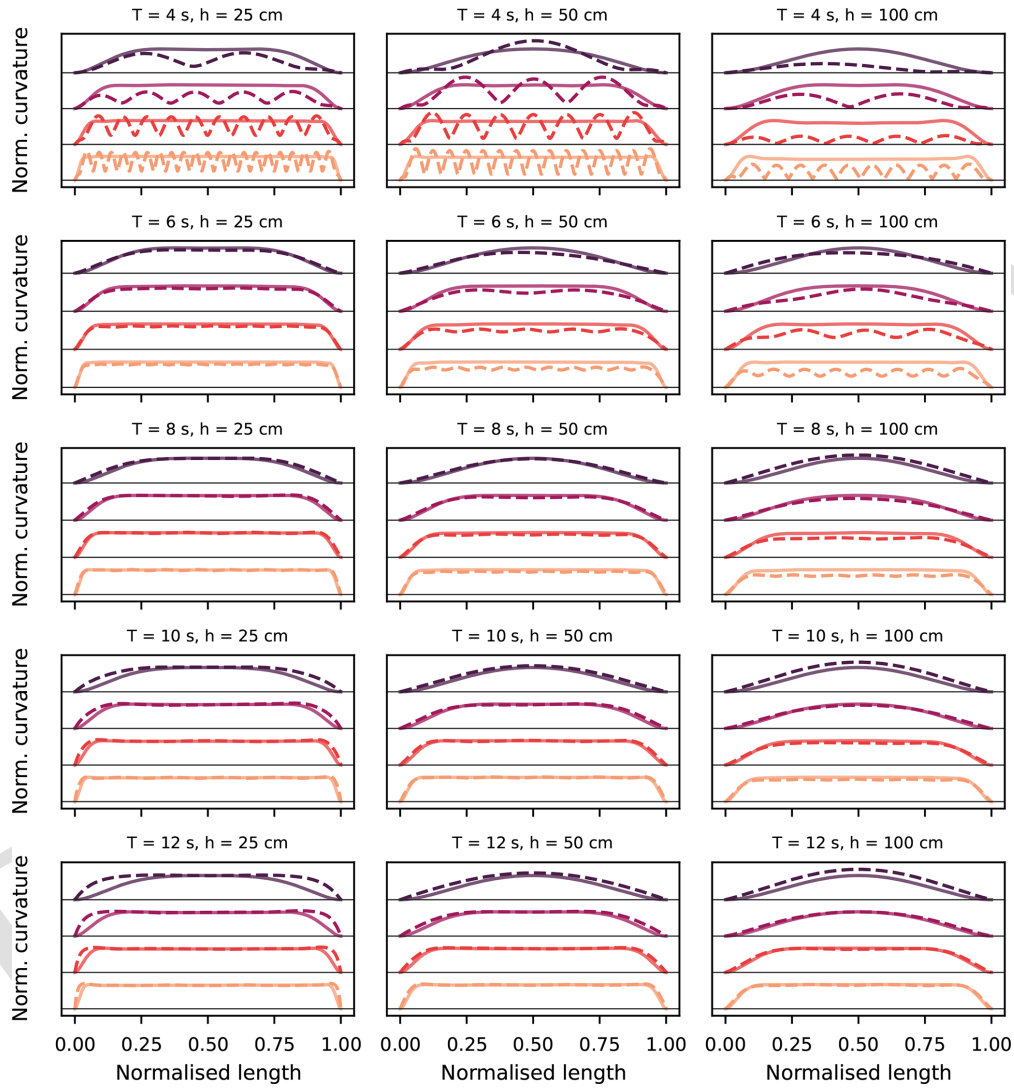 T = 4 s, h = 25 cm
T = 4 s, h = 50 cm
T = 4 s, h = 100 cm
Norm. curvature
T = 6 s, h = 25 cm
T = 6 s, h = 50 cm
T = 6 s, h = 100 cm
Norm. curvature
T = 8 s, h = 25 cm
T = 8 s, h = 50 cm
T = 8 s, h = 100 cm
Norm. curvature
T = 10 s, h = 25 cm
T = 10 s, h = 50 cm
T = 10 s, h = 100 cm
Norm. curvature
T = 12 s, h = 25 cm
T = 12 s, h = 50 cm
T = 12 s, h = 100 cm
Norm. curvature
0.00 0.25 0.50 0.75 1.00
0.00 0.25 0.50 0.75 1.00
0.00 0.25 0.50 0.75 1.00
Normalised length
Normalised length
Normalised length